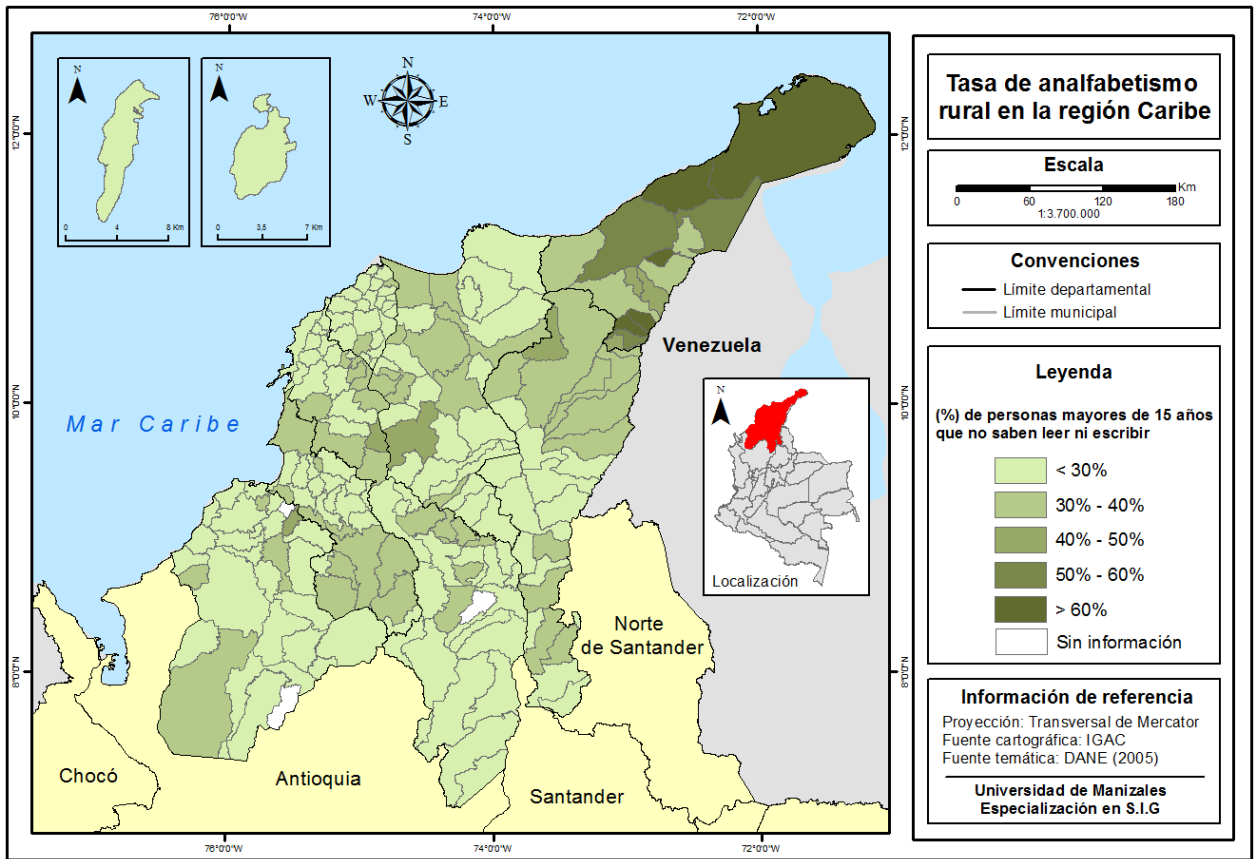 76°0'0"W
74°0'0"W
72°0'0"W
12°0'0"N
12°0'0"N
10°0'0"N
10°0'0"N
8°0'0"N
8°0'0"N
76°0'0"W
74°0'0"W
72°0'0"W
N
0 4 8 Km
N
0 3,5 7 Km
N
W E
S
Mar Caribe
Venezuela
N
Localización
Norte
de Santander
Chocó
Antioquia
Santander
Tasa de analfabetismo
rural en la región Caribe
Escala
Km
0 60 120 180
1:3.700.000
Convenciones
Límite departamental
Límite municipal
Leyenda
(%) de personas mayores de 15 años
que no saben leer ni escribir
< 30%
30% - 40%
40% - 50%
50% - 60%
> 60%
Sin información
Información de referencia
Proyección: Transversal de Mercator
Fuente cartográfica: IGAC
Fuente temática: DANE (2005)
Universidad de Manizales
Especialización en S.I.G